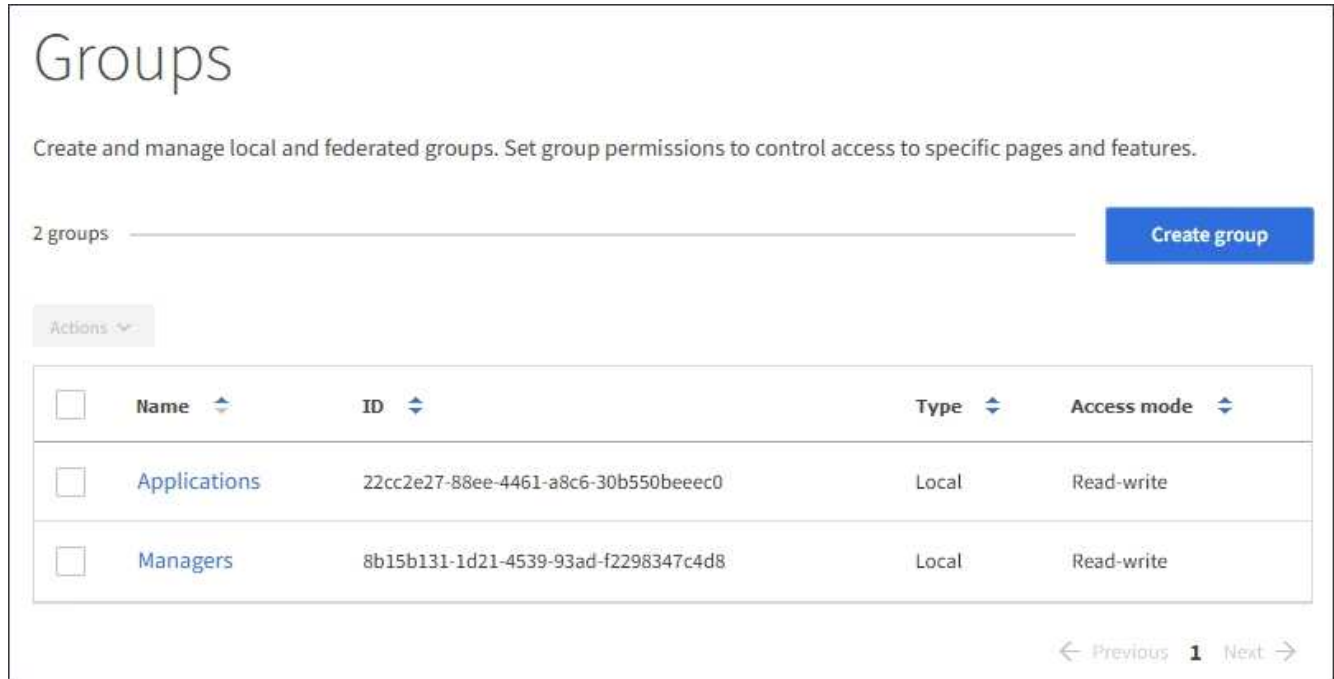 Groups
Create and manage local and federated groups. Set group permissions to control access to specific pages and features.
2 groups
Create group
Actions
Name ID Type Access mode
Applications 22cc2e27-88ee-4461-a8c6-30b550beeec0 Local Read-write
Managers 8b15b131-1d21-4539-93ad-f2298347c4d8 Local Read-write
← Previous 1 Next →